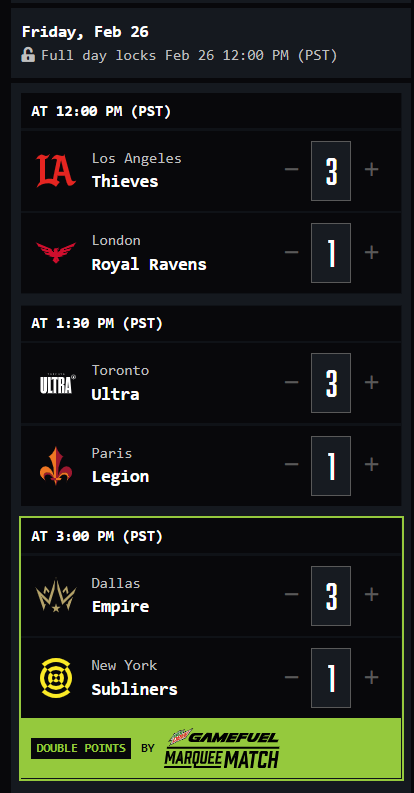 Friday, Feb 26
Full day locks Feb 26 12:00 PM (PST)
AT 12:00 PM (PST)
LA
Los Angeles
Thieves
− 3 +
London
Royal Ravens
− 1 +
AT 1:30 PM (PST)
TORONTO
ULTRA
Toronto
Ultra
− 3 +
Paris
Legion
− 1 +
AT 3:00 PM (PST)
Dallas
Empire
− 3 +
New York
Subliners
− 1 +
DOUBLE POINTS BY
GAMEFUEL
MARQUEE MATCH